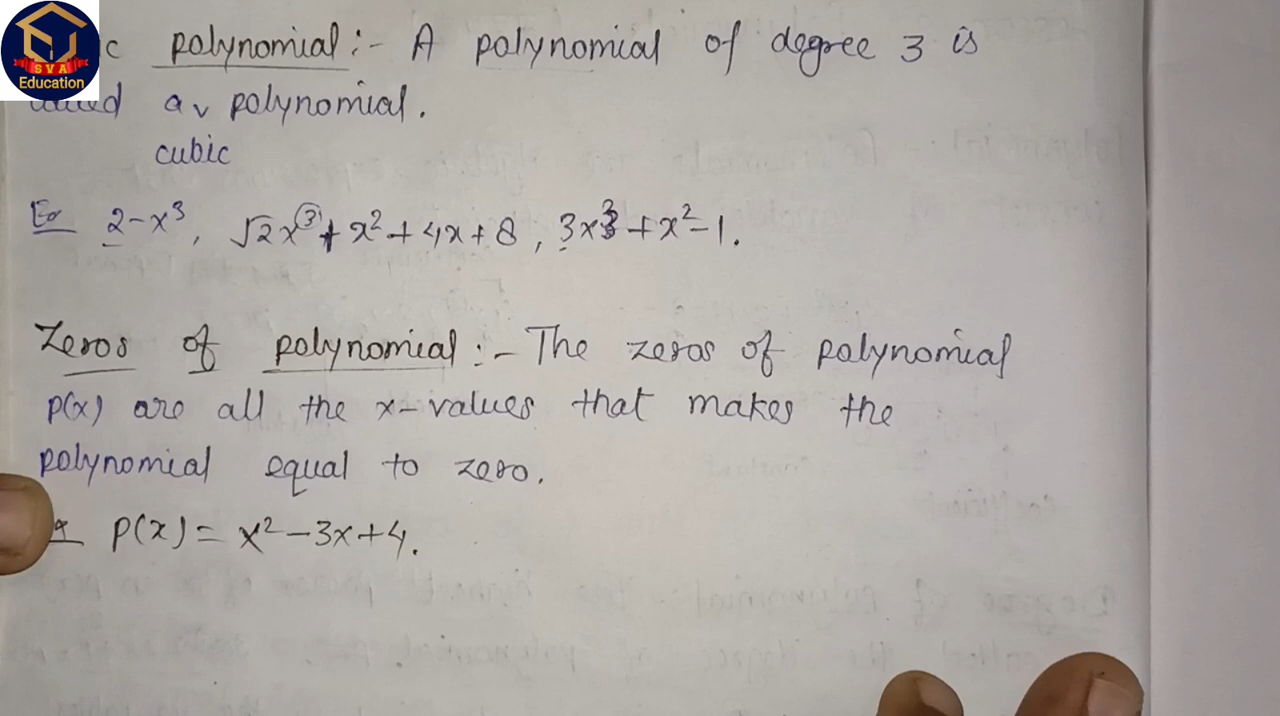 SVA
Education
c polynomial :- A polynomial of degree 3 is
called a polynomial.
cubic
Ex 2-x³, √2x³ + x² + 4x + 8, 3x³ + x² - 1.
Zeros of polynomial :- The zeros of polynomial
P(x) are all the x-values that makes the
polynomial equal to zero.
P(x) = x² - 3x + 4.